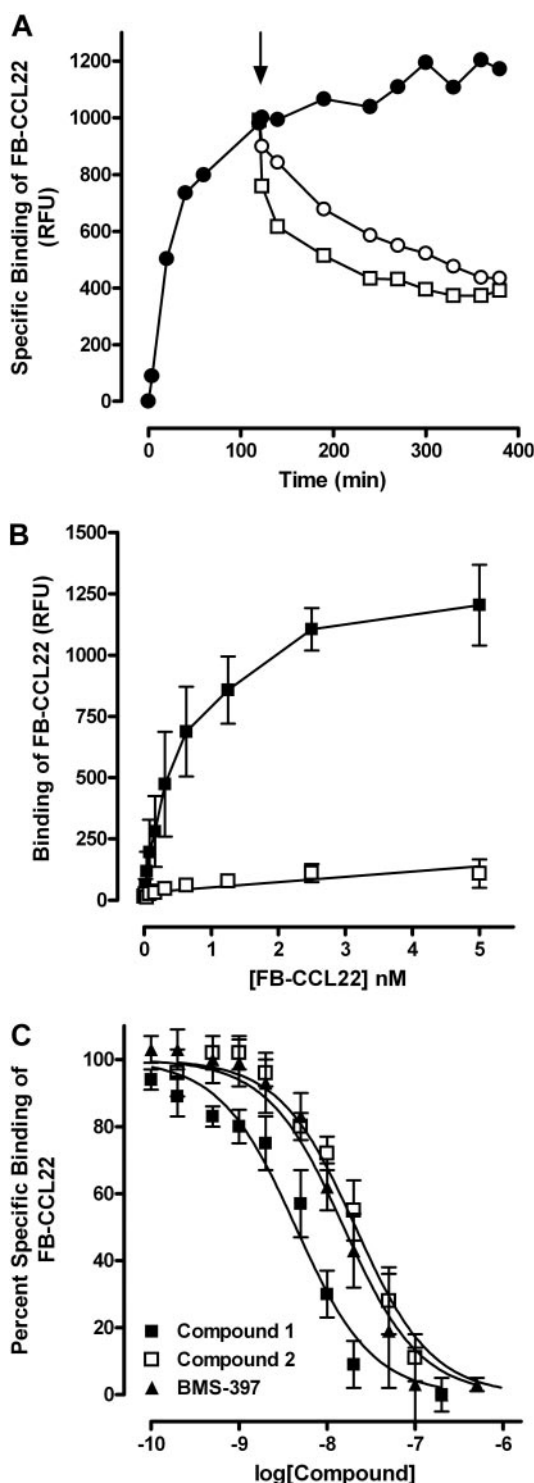 A
Specific Binding of FB-CCL22
(RFU)
1200
1000
800
600
400
200
0
0 100 200 300 400
Time (min)
B
Binding of FB-CCL22 (RFU)
1500
1250
1000
750
500
250
0
0 1 2 3 4 5
[FB-CCL22] nM
C
Percent Specific Binding of
FB-CCL22
100
80
60
40
20
0
Compound 1
Compound 2
BMS-397
-10 -9 -8 -7 -6
log[Compound]